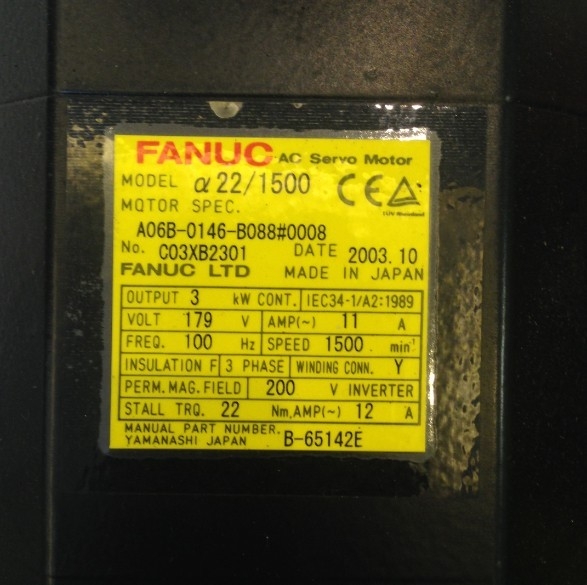 FANUC AC Servo Motor
MODEL α22/1500
MOTOR SPEC.
A06B-0146-B088#0008
No. C03XB2301 DATE 2003.10
FANUC LTD MADE IN JAPAN
OUTPUT 3 kW CONT. IEC34-1/A2:1989
VOLT 179 V AMP(~) 11 A
FREQ. 100 Hz SPEED 1500 min⁻¹
INSULATION F 3 PHASE WINDING CONN. Y
PERM.MAG.FIELD 200 V INVERTER
STALL TRQ. 22 Nm,AMP(~) 12 A
MANUAL PART NUMBER.
YAMANASHI JAPAN B-65142E